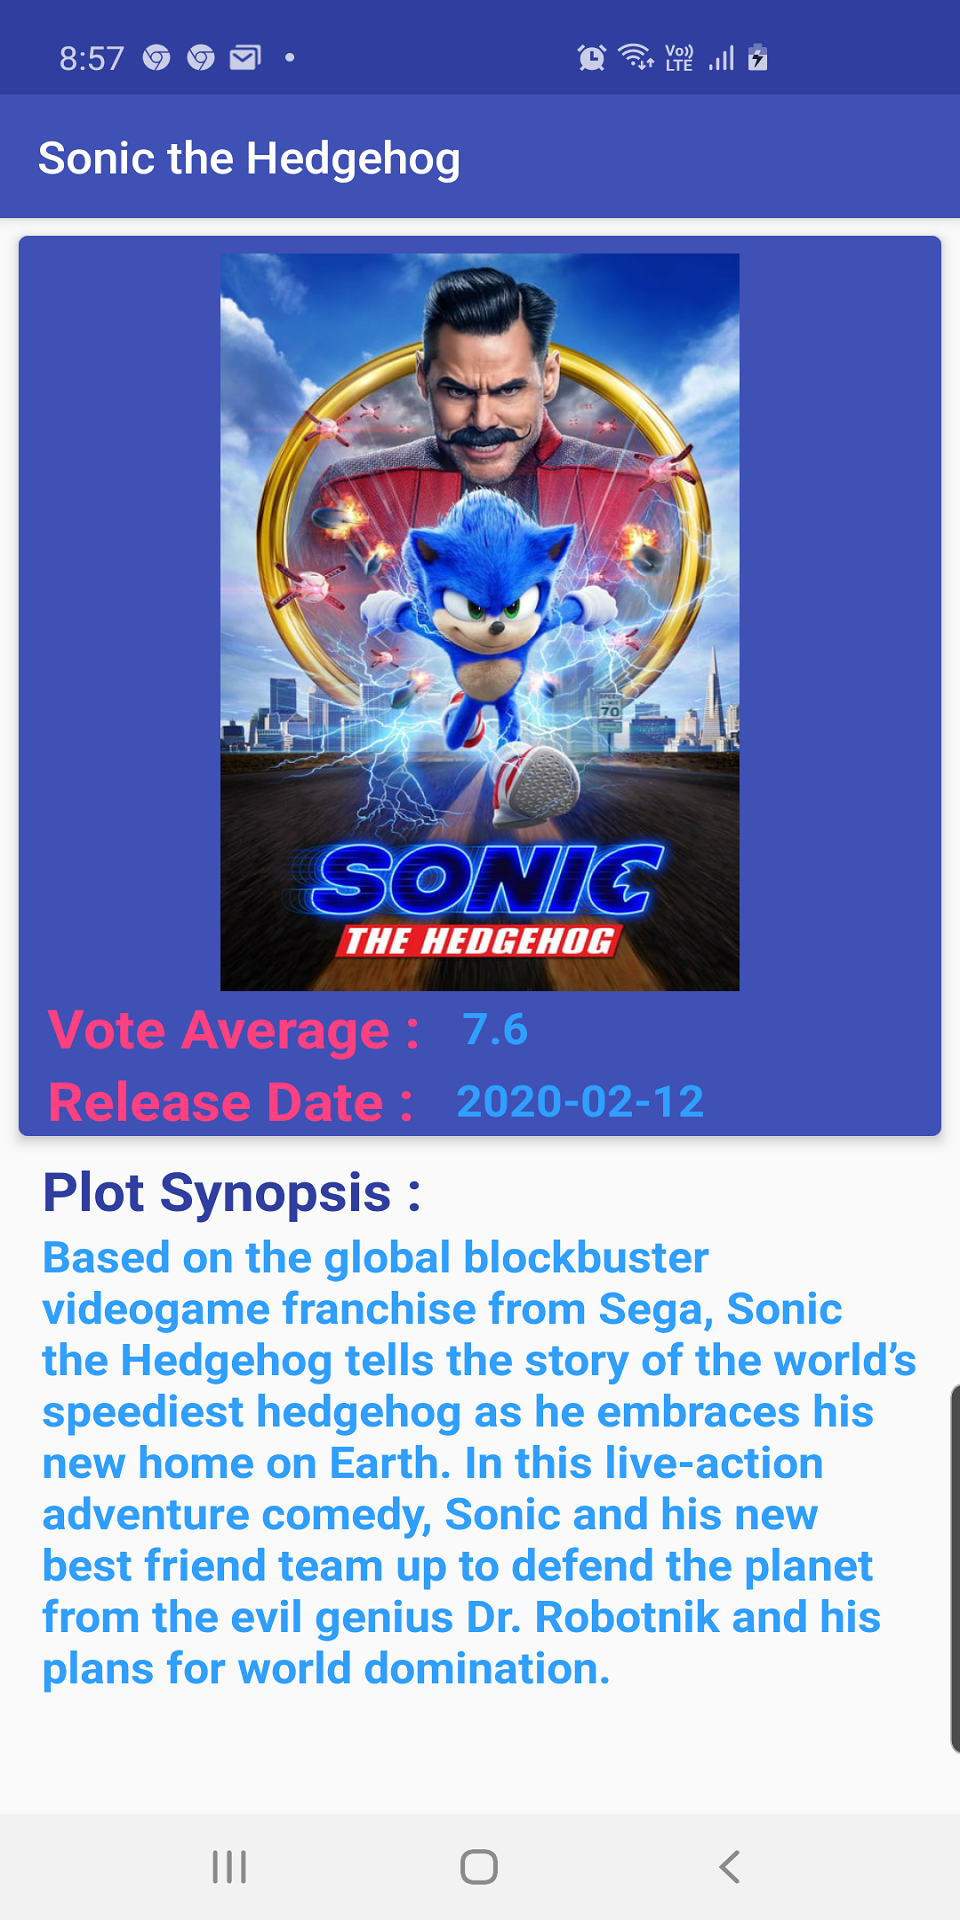 8:57
Vo))
LTE
Sonic the Hedgehog
SPEED
LIMIT
70
SONIC
THE HEDGEHOG
Vote Average : 7.6
Release Date : 2020-02-12
Plot Synopsis :
Based on the global blockbuster
videogame franchise from Sega, Sonic
the Hedgehog tells the story of the world’s
speediest hedgehog as he embraces his
new home on Earth. In this live-action
adventure comedy, Sonic and his new
best friend team up to defend the planet
from the evil genius Dr. Robotnik and his
plans for world domination.